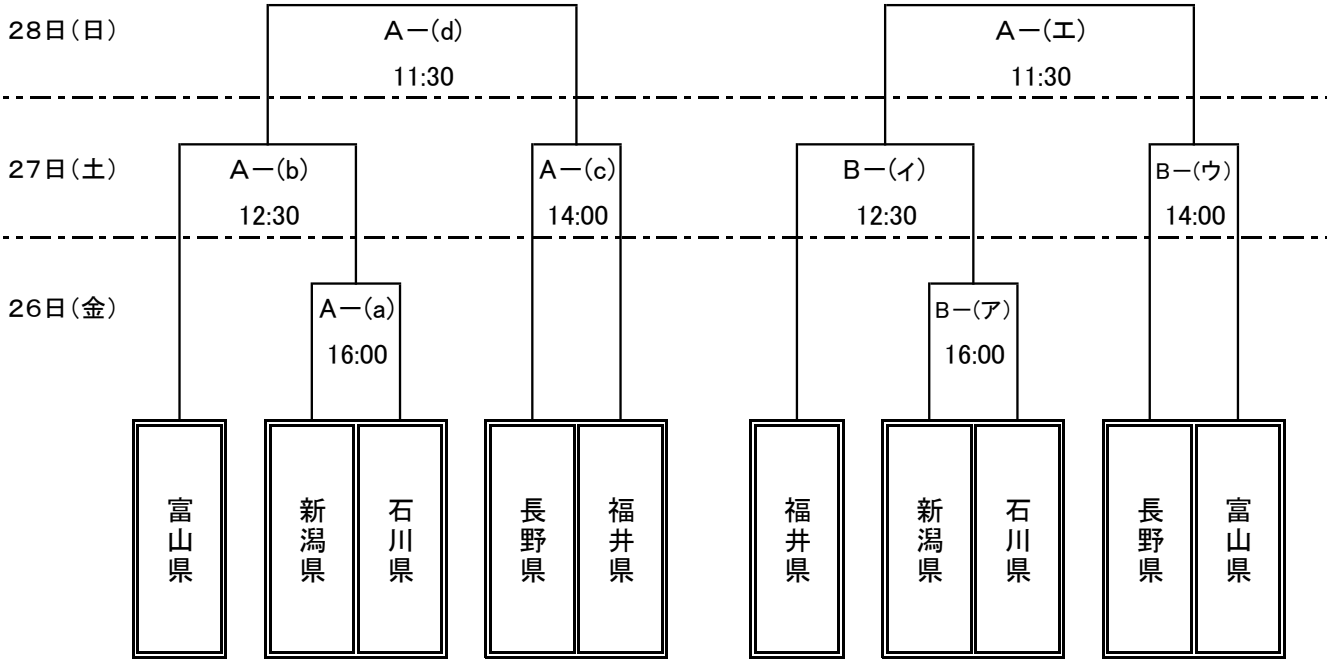 28日(日)
A－(d)
11:30
A－(エ)
11:30
27日(土)
A－(b)
12:30
A－(c)
14:00
B－(イ)
12:30
B－(ウ)
14:00
26日(金)
A－(a)
16:00
B－(ア)
16:00
富山県
新潟県
石川県
長野県
福井県
福井県
新潟県
石川県
長野県
富山県